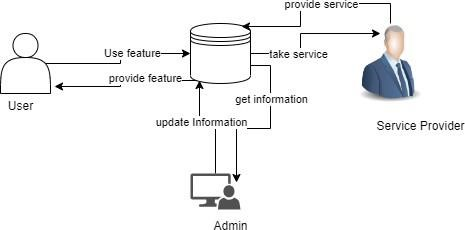 provide service
Use feature
take service
provide feature
get information
User
update Information
Service Provider
Admin